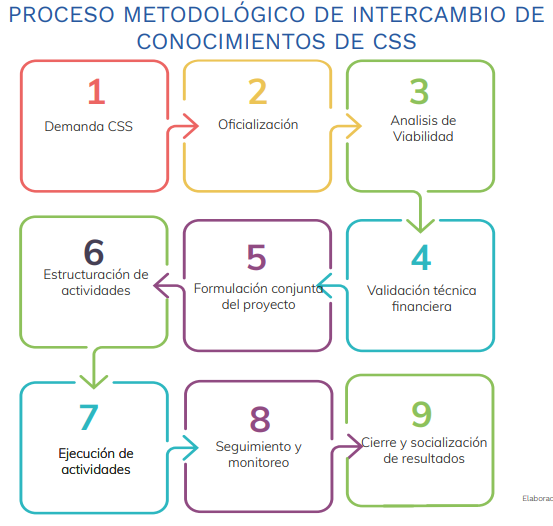 PROCESO METODOLÓGICO DE INTERCAMBIO DE
CONOCIMIENTOS DE CSS
1
Demanda CSS
2
Oficialización
3
Analisis de
Viabilidad
6
Estructuración de
actividades
5
Formulación conjunta
del proyecto
4
Validación técnica
financiera
7
Ejecución de
actividades
8
Seguimiento y
monitoreo
9
Cierre y socialización
de resultados
Elaborac